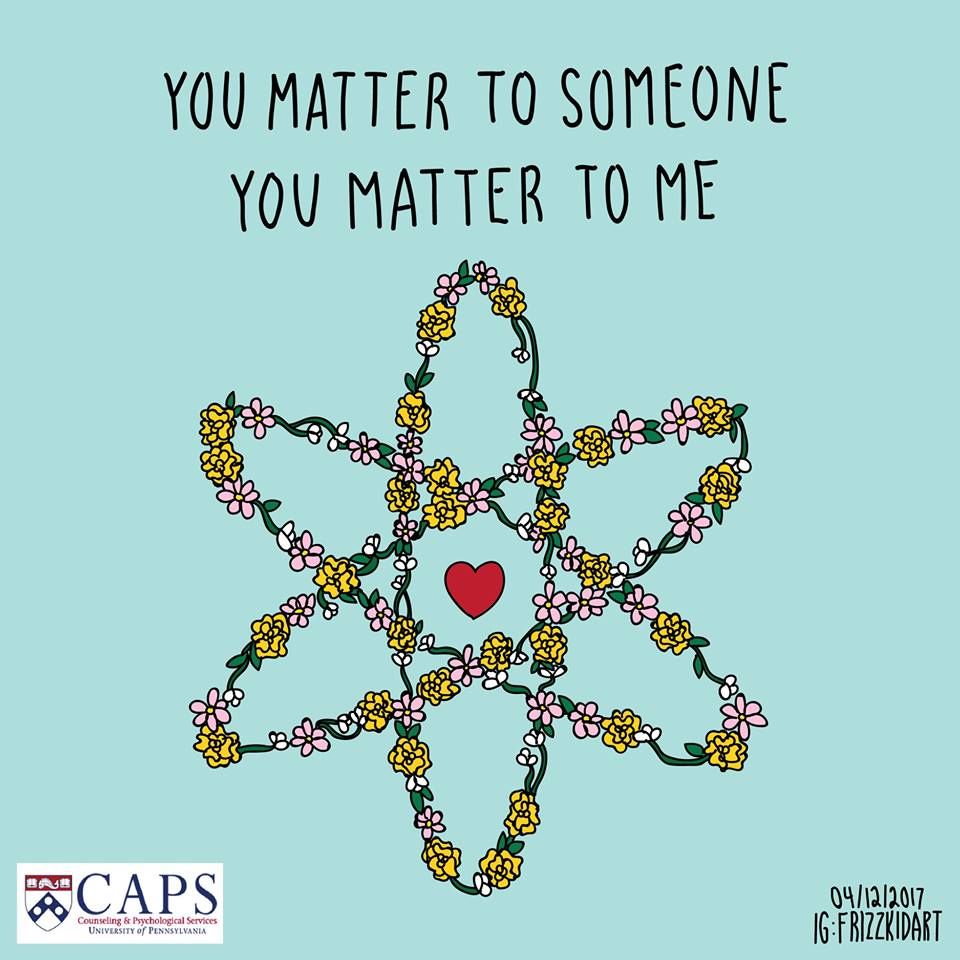 YOU MATTER TO SOMEONE
YOU MATTER TO ME
CAPS
Counseling & Psychological Services
UNIVERSITY of PENNSYLVANIA
04/12/2017
IG:FRIZZKIDART